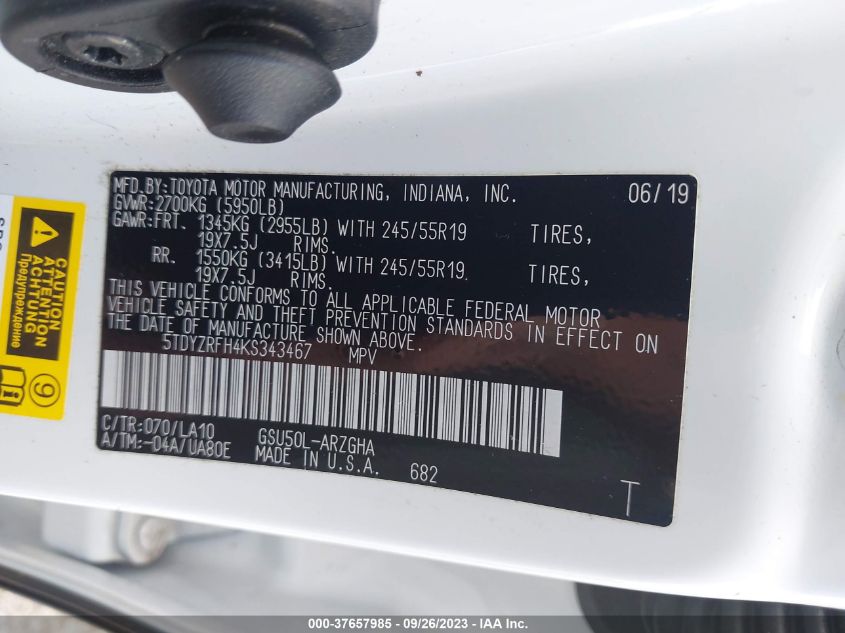 MFD.BY:TOYOTA MOTOR MANUFACTURING, INDIANA, INC. 06/19
GVWR:2700KG (5950LB)
GAWR:FRT. 1345KG (2955LB) WITH 245/55R19 TIRES,
19X7.5J RIMS.
RR. 1550KG (3415LB) WITH 245/55R19 TIRES,
19X7.5J RIMS.
THIS VEHICLE CONFORMS TO ALL APPLICABLE FEDERAL MOTOR
VEHICLE SAFETY AND THEFT PREVENTION STANDARDS IN EFFECT ON
THE DATE OF MANUFACTURE SHOWN ABOVE.
5TDYZRFH4KS343467 MPV
C/TR:070/LA10 GSU50L-ARZGHA
A/TM:-04A/UA80E MADE IN U.S.A. 682
T
CAUTION
ATTENTION
ACHTUNG
Предупреждение
9
000-37657985 - 09/26/2023 - IAA Inc.